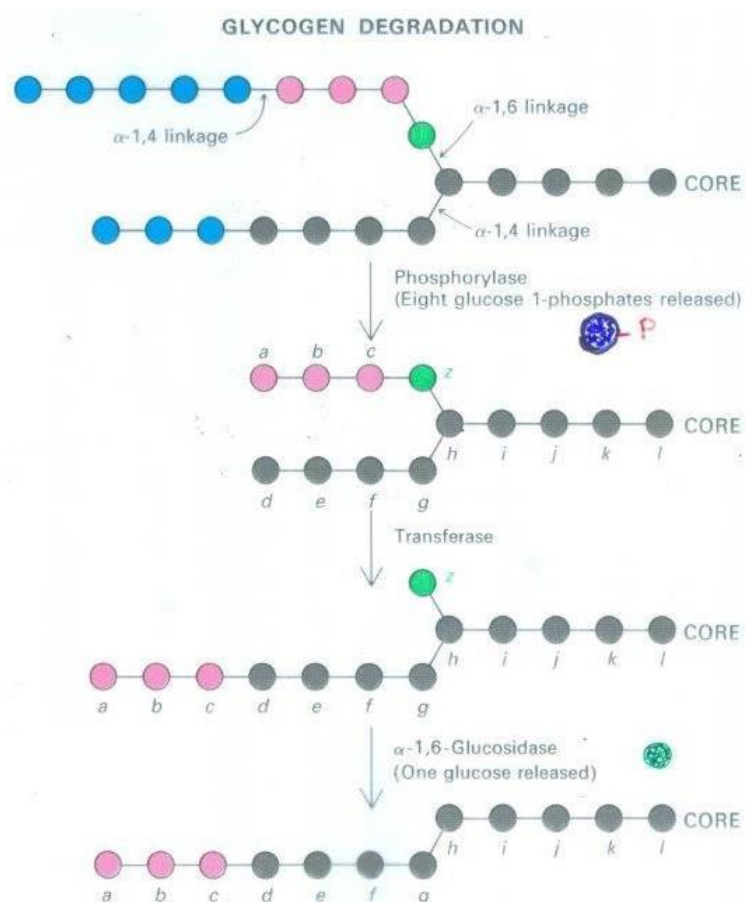 GLYCOGEN DEGRADATION
α-1,4 linkage
α-1,6 linkage
CORE
α-1,4 linkage
Phosphorylase
(Eight glucose 1-phosphates released)
P
a b c z
CORE
h i j k l
d e f g
Transferase
z
CORE
h i j k l
a b c d e f g
α-1,6-Glucosidase
(One glucose released)
CORE
h i j k l
a b c d e f g